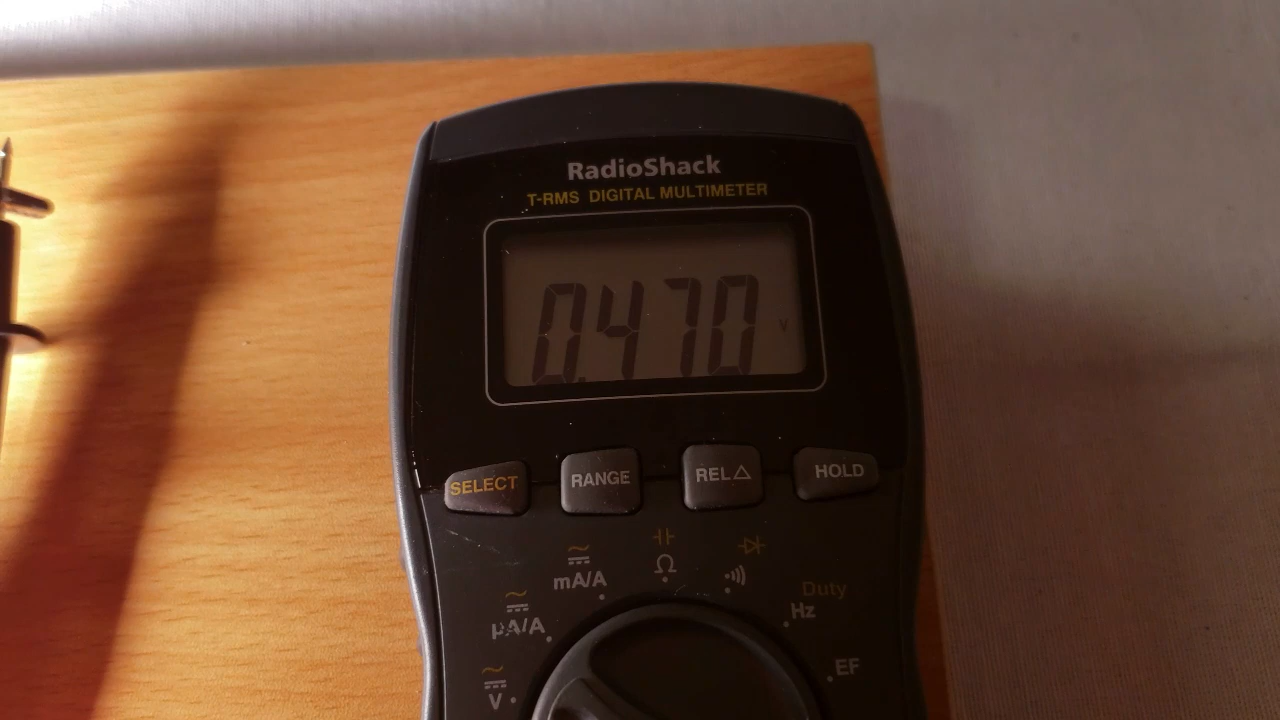 RadioShack
T-RMS DIGITAL MULTIMETER
0.470 V
SELECT RANGE REL△ HOLD
mA/A Ω
Duty
Hz
µA/A
EF
V